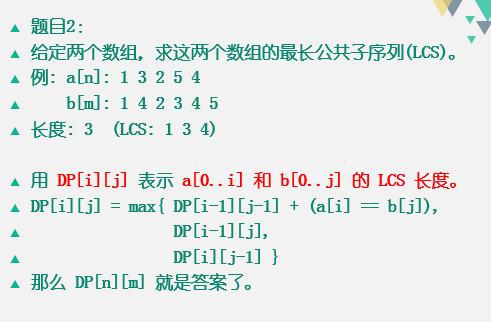 题目2:
给定两个数组，求这两个数组的最长公共子序列(LCS)。
例: a[n]: 1 3 2 5 4
b[m]: 1 4 2 3 4 5
长度: 3 (LCS: 1 3 4)
用 DP[i][j] 表示 a[0..i] 和 b[0..j] 的 LCS 长度。
DP[i][j] = max{ DP[i-1][j-1] + (a[i] == b[j]),
DP[i-1][j],
DP[i][j-1] }
那么 DP[n][m] 就是答案了。